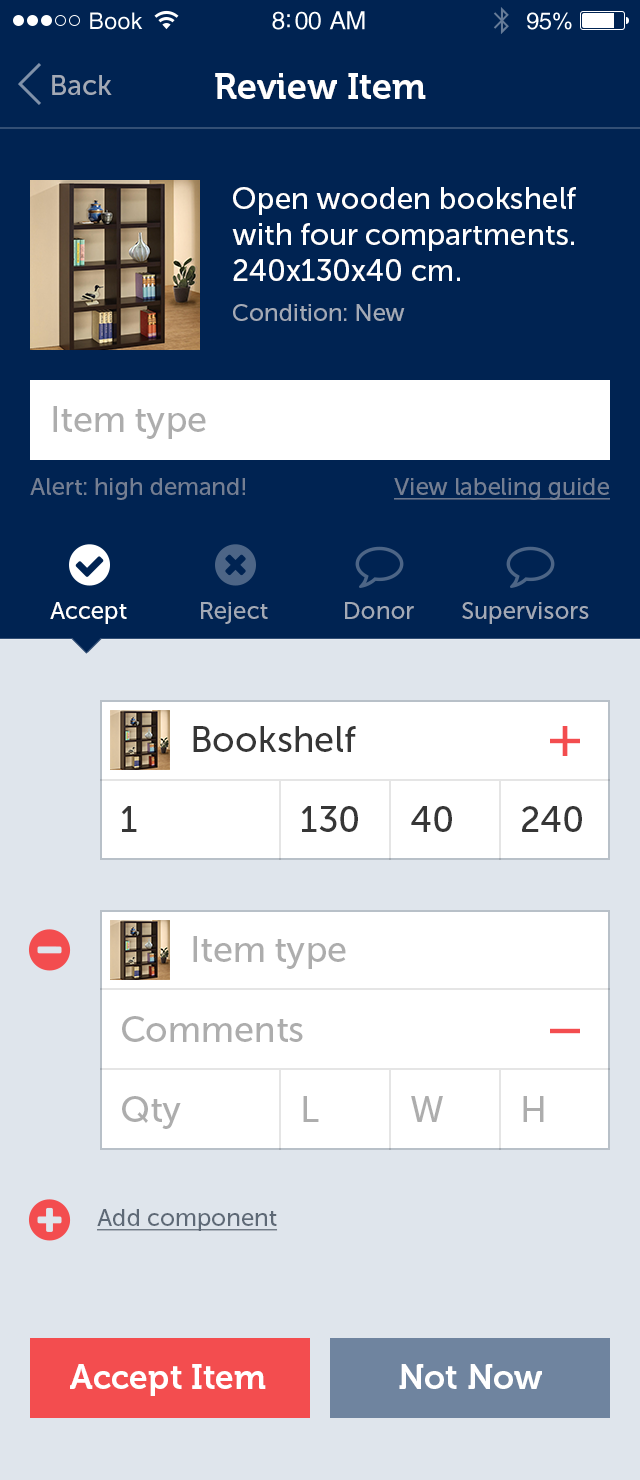 Book 8:00 AM 95%
Back Review Item
Open wooden bookshelf
with four compartments.
240x130x40 cm.
Condition: New
Item type
Alert: high demand! View labeling guide
Accept Reject Donor Supervisors
Bookshelf
1 130 40 240
Item type
Comments
Qty L W H
Add component
Accept Item Not Now